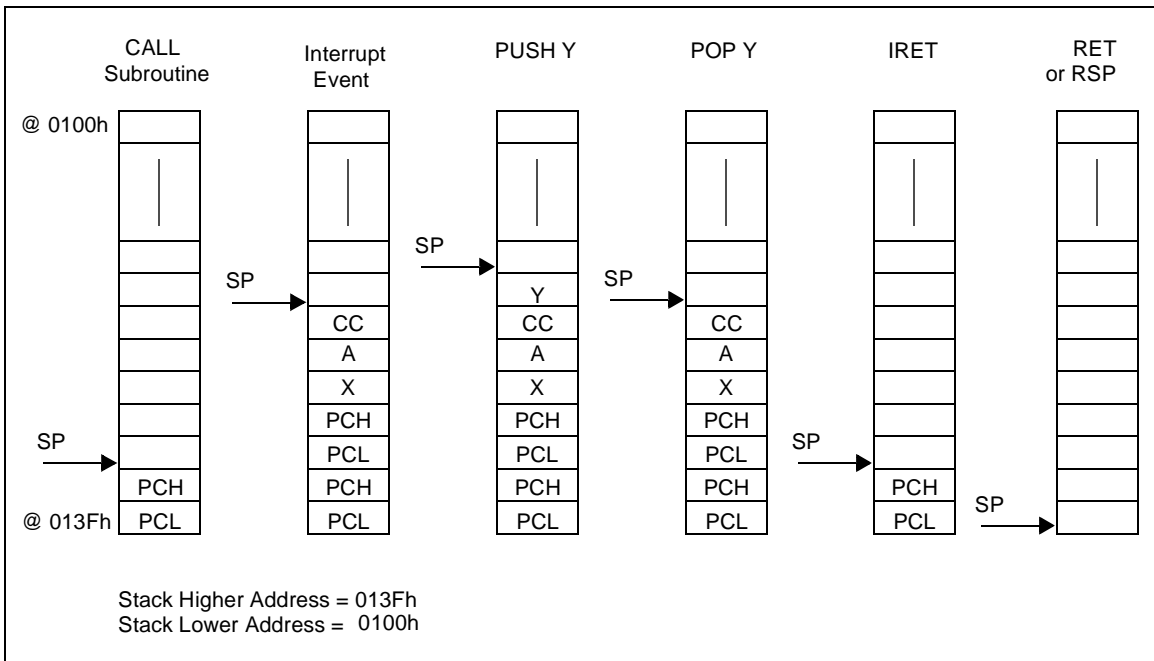 CALL
Subroutine
Interrupt
Event
PUSH Y
POP Y
IRET
RET
or RSP
@ 0100h
SP
SP
SP
Y
SP
CC
CC
CC
A
A
A
X
X
X
PCH
PCH
PCH
SP
PCL
PCL
PCL
SP
PCH
PCH
PCH
PCH
PCH
SP
@ 013Fh
PCL
PCL
PCL
PCL
PCL
Stack Higher Address = 013Fh
Stack Lower Address = 0100h